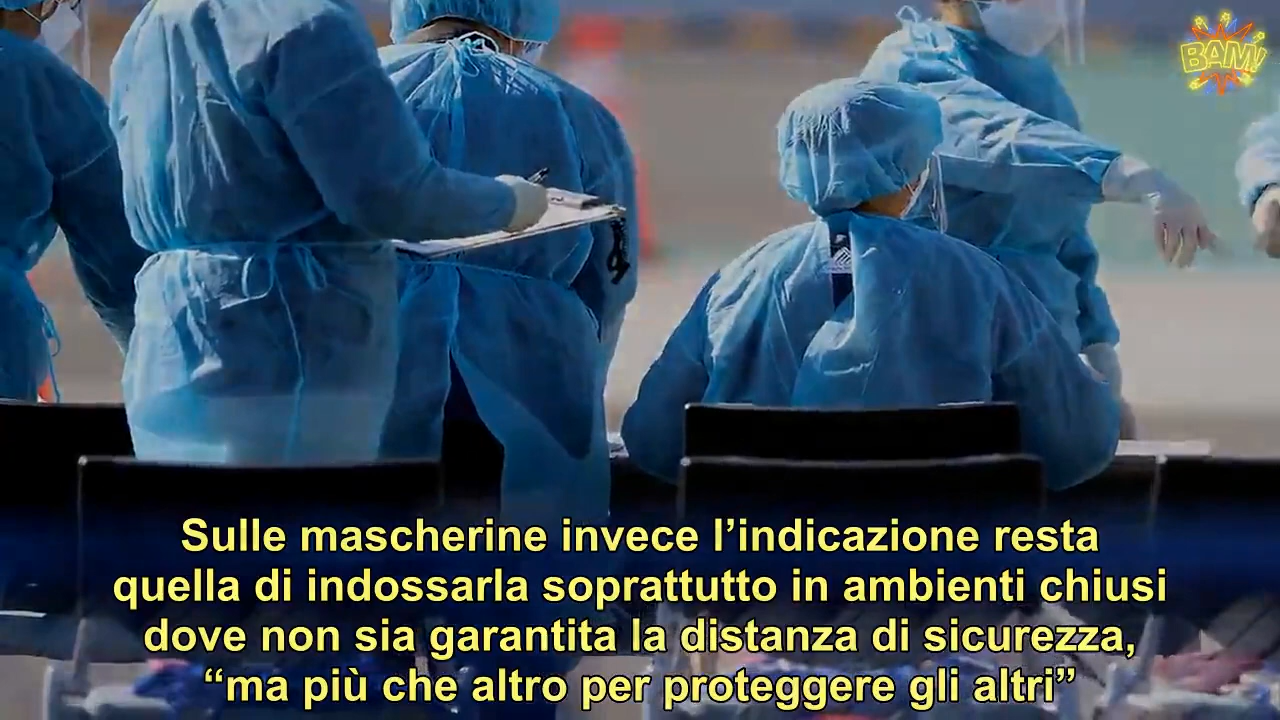 BAM!
Sulle mascherine invece l’indicazione resta
quella di indossarla soprattutto in ambienti chiusi
dove non sia garantita la distanza di sicurezza,
“ma più che altro per proteggere gli altri”